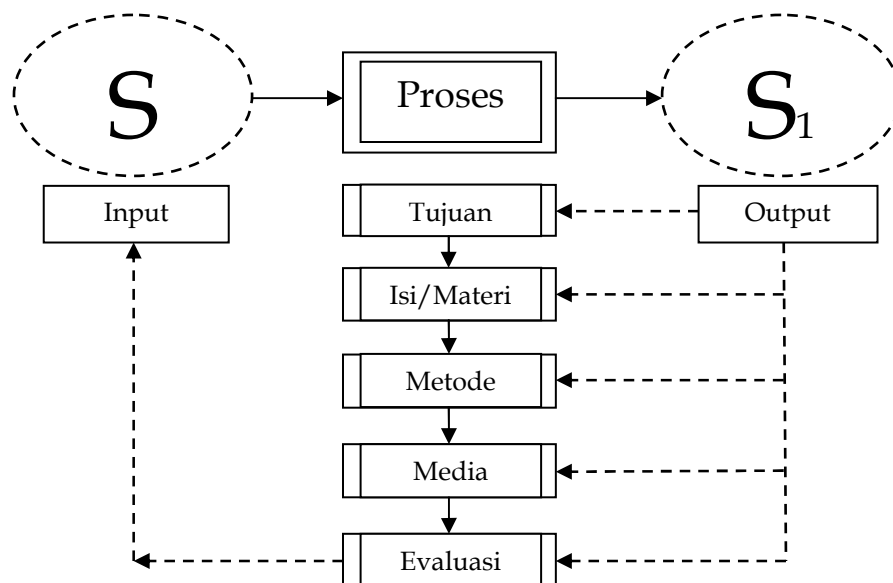 S
Proses
S1
Input
Tujuan
Output
Isi/Materi
Metode
Media
Evaluasi